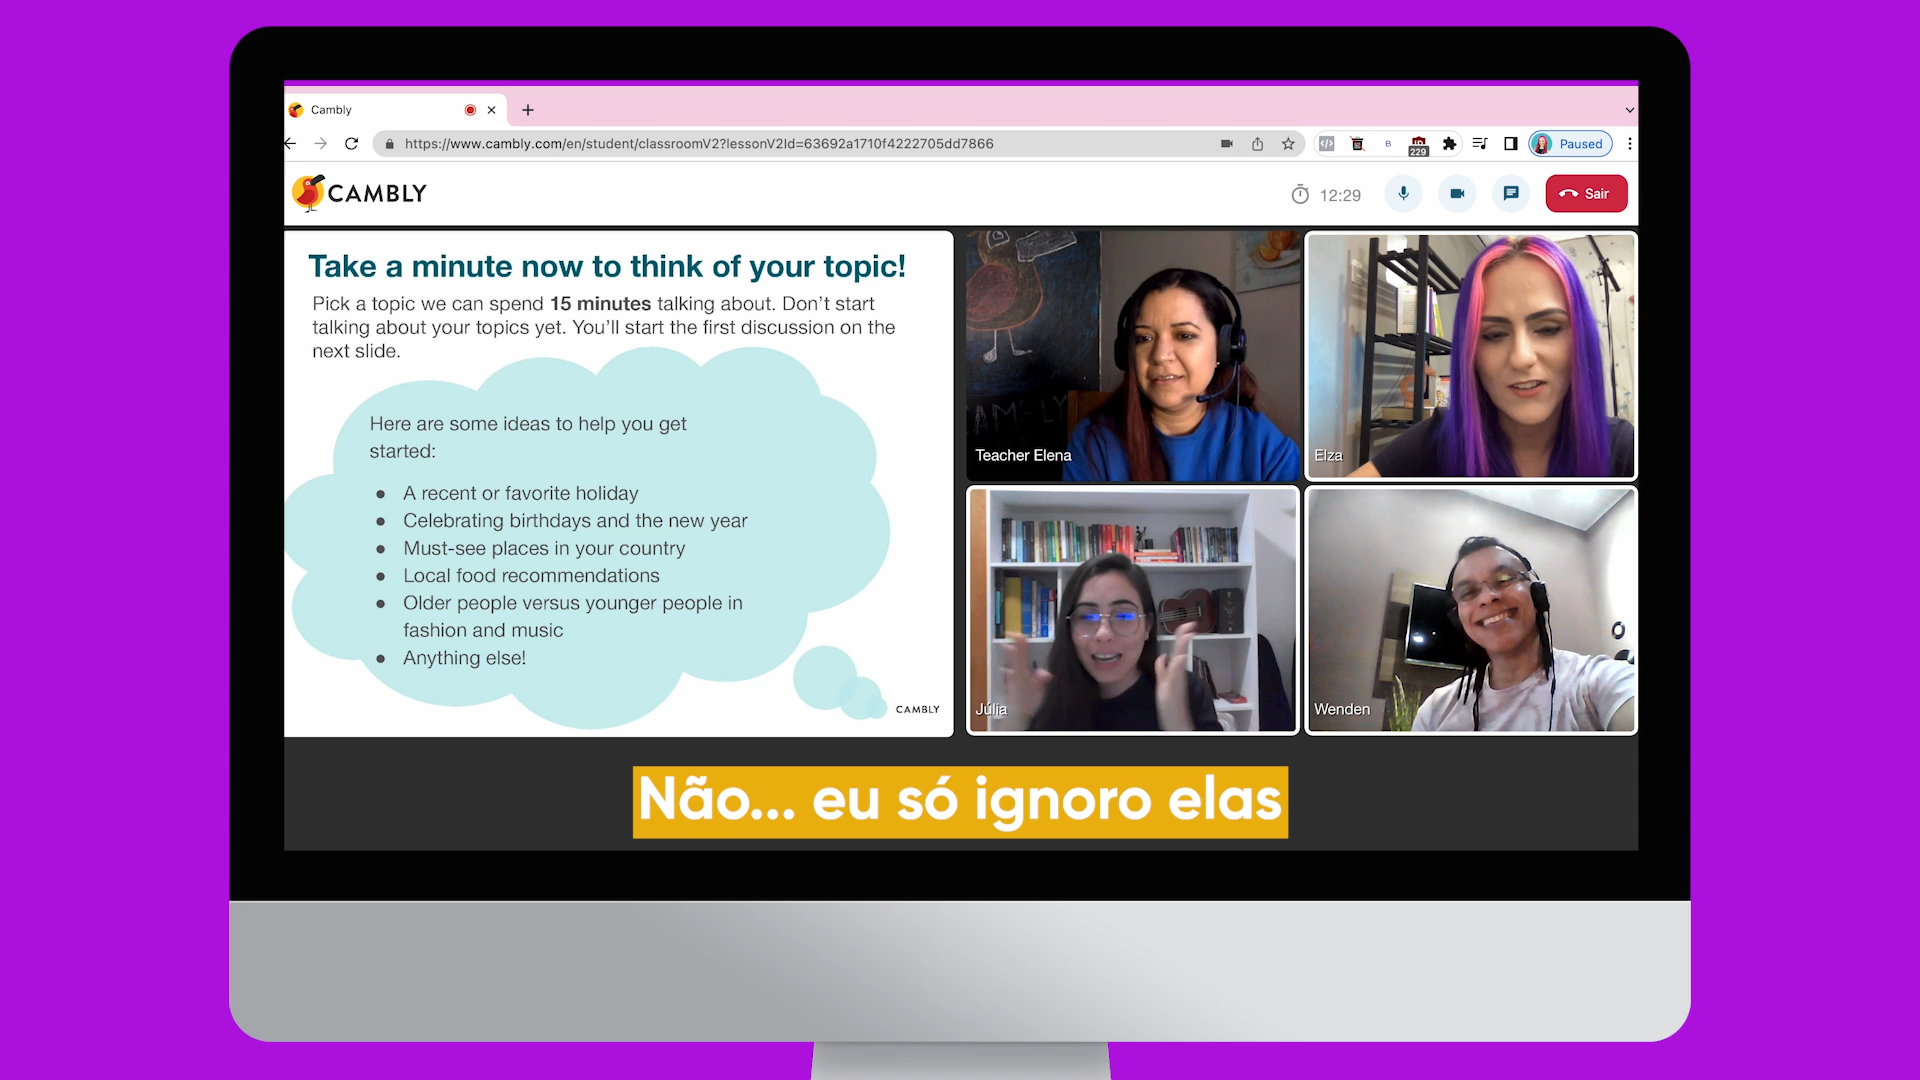 Cambly
https://www.cambly.com/en/student/classroomV2?lessonV2Id=63692a1710f4222705dd7866
B
229
Paused
CAMBLY
12:29
Sair
Take a minute now to think of your topic!
Pick a topic we can spend 15 minutes talking about. Don't start
talking about your topics yet. You'll start the first discussion on the
next slide.
Here are some ideas to help you get
started:
● A recent or favorite holiday
● Celebrating birthdays and the new year
● Must-see places in your country
● Local food recommendations
● Older people versus younger people in
fashion and music
● Anything else!
CAMBLY
CAMBLY
Teacher Elena
Elza
Júlia
Wenden
Não... eu só ignoro elas